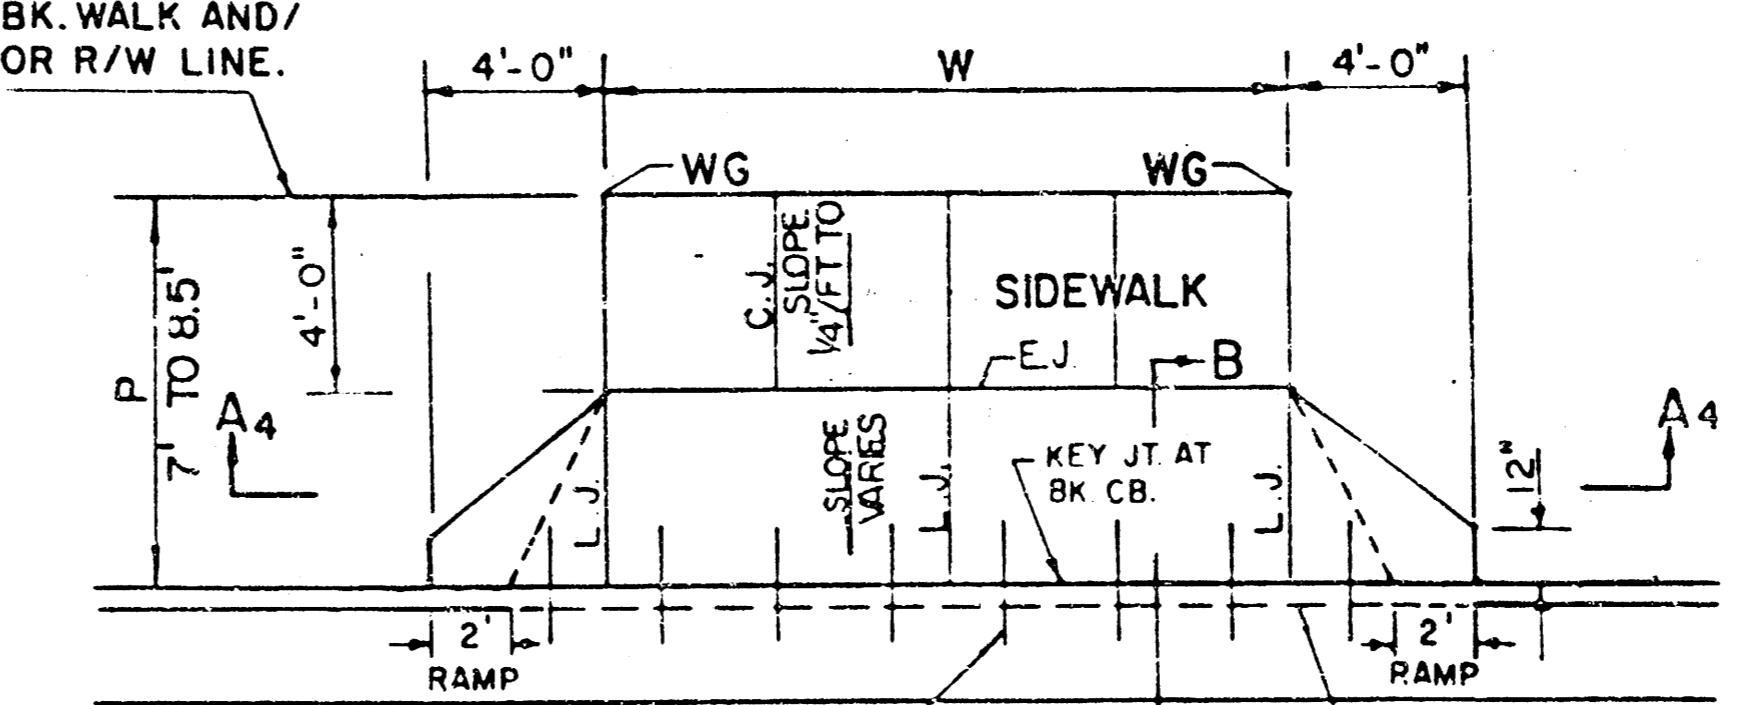 BK. WALK AND/
OR R/W LINE.
4'-0"
W
4'-0"
WG
WG
4'-0"
P
7' TO 8.5'
C.J.
SLOPE
1/4"/FT TO
SIDEWALK
E.J.
B
A4
A4
SLOPE
VARIES
KEY JT. AT
BK. CB.
L.J.
L.J.
L.J.
12"
2'
RAMP
2'
RAMP